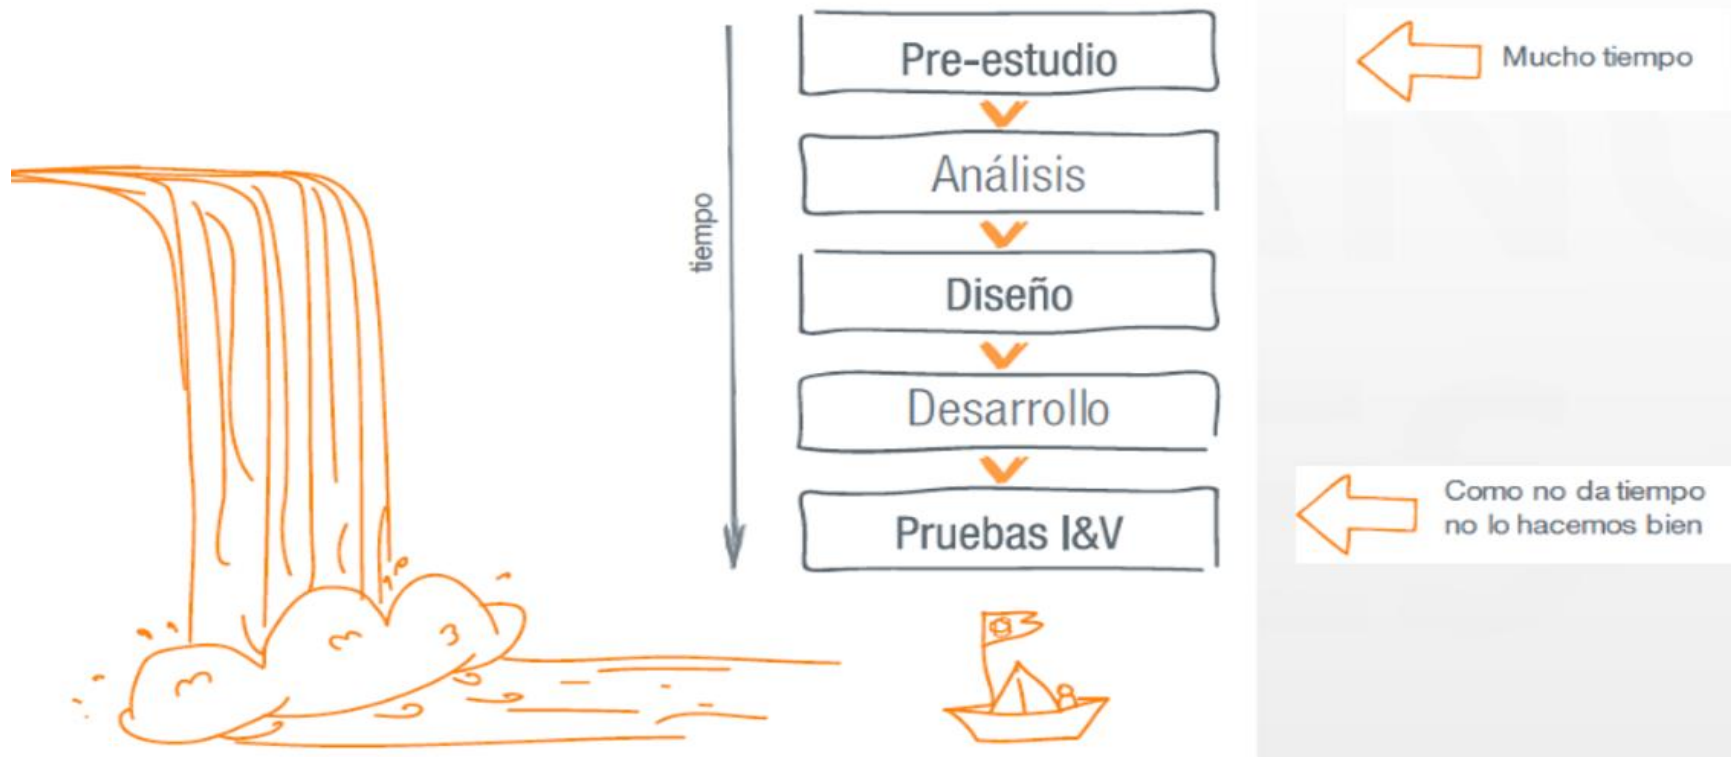 Pre-estudio
Mucho tiempo
Análisis
tiempo
Diseño
Desarrollo
Como no da tiempo
no lo hacemos bien
Pruebas I&V